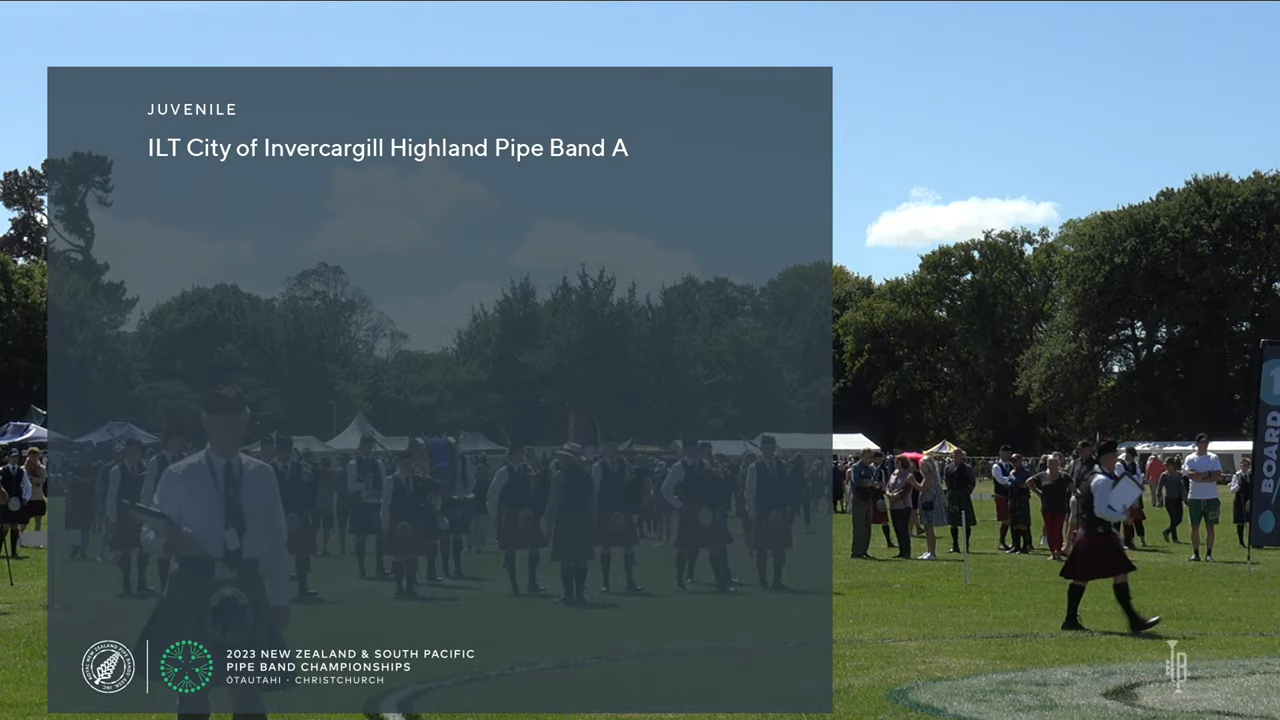 JUVENILE
ILT City of Invercargill Highland Pipe Band A
2023 NEW ZEALAND & SOUTH PACIFIC
PIPE BAND CHAMPIONSHIPS
ŌTAUTAHI · CHRISTCHURCH
BOARD 1